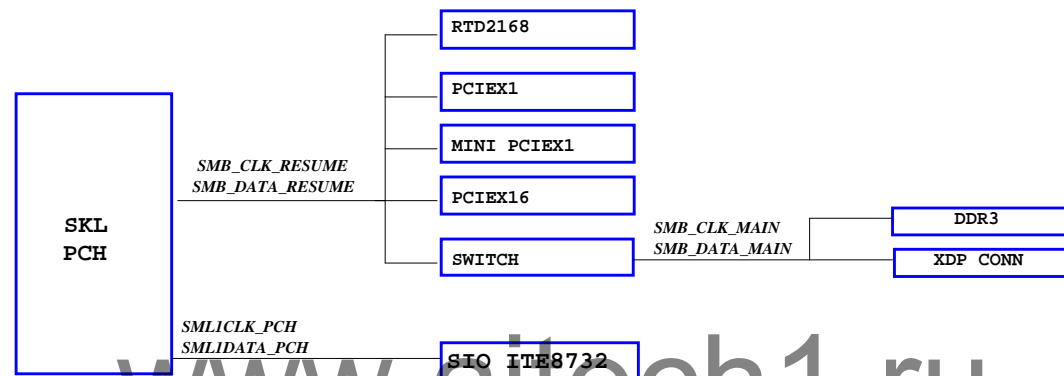 RTD2168
PCIEX1
MINI PCIEX1
SMB_CLK_RESUME
SMB_DATA_RESUME
PCIEX16
SKL
PCH
SMB_CLK_MAIN
SMB_DATA_MAIN
SWITCH
DDR3
XDP CONN
SML1CLK_PCH
SML1DATA_PCH
SIO ITE8732